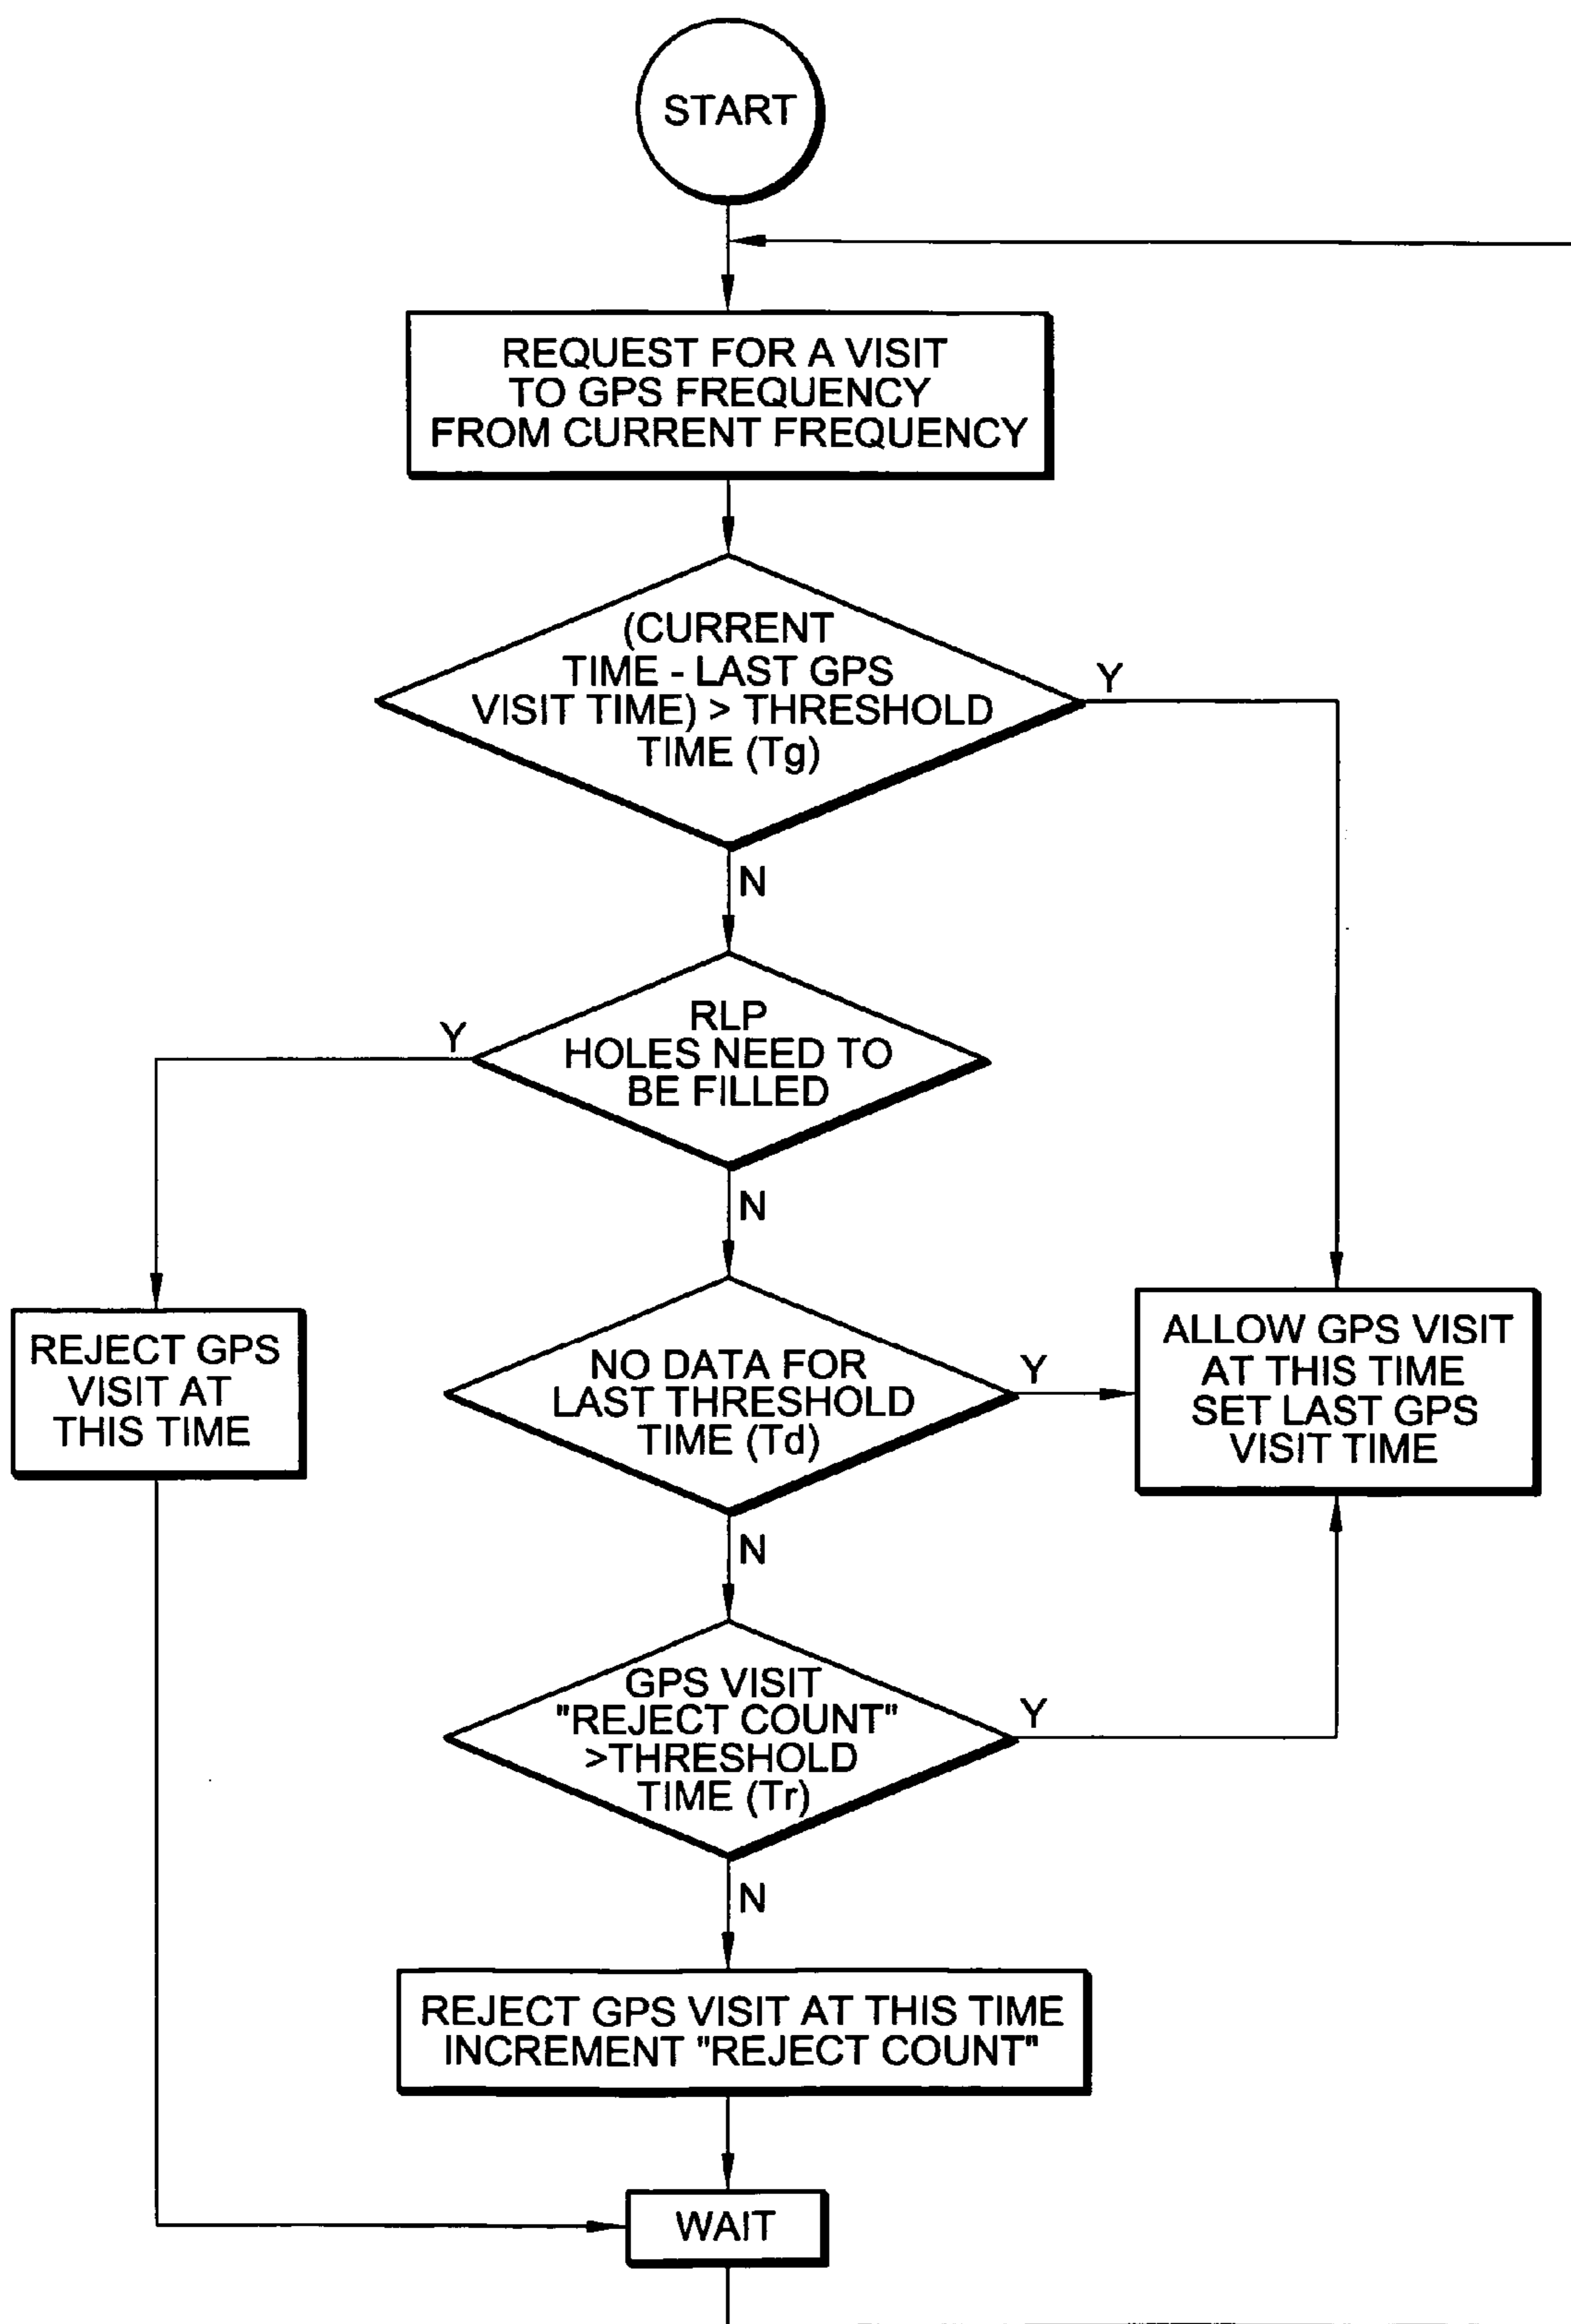 START
REQUEST FOR A VISIT
TO GPS FREQUENCY
FROM CURRENT FREQUENCY
(CURRENT
TIME - LAST GPS
VISIT TIME) > THRESHOLD
TIME (Tg)
Y
N
RLP
HOLES NEED TO
BE FILLED
Y
N
REJECT GPS
VISIT AT
THIS TIME
NO DATA FOR
LAST THRESHOLD
TIME (Td)
Y
N
ALLOW GPS VISIT
AT THIS TIME
SET LAST GPS
VISIT TIME
GPS VISIT
"REJECT COUNT"
>THRESHOLD
TIME (Tr)
Y
N
REJECT GPS VISIT AT THIS TIME
INCREMENT "REJECT COUNT"
WAIT